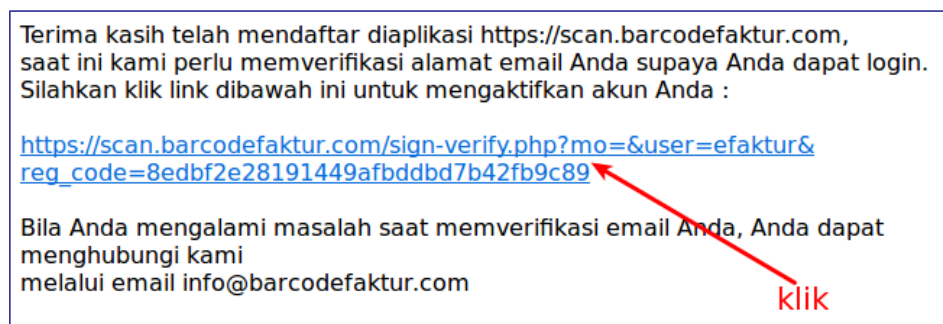 Terima kasih telah mendaftar diaplikasi https://scan.barcodefaktur.com,
saat ini kami perlu memverifikasi alamat email Anda supaya Anda dapat login.
Silahkan klik link dibawah ini untuk mengaktifkan akun Anda :
https://scan.barcodefaktur.com/sign-verify.php?mo=&user=efaktur&
reg_code=8edbf2e28191449afbddbd7b42fb9c89
Bila Anda mengalami masalah saat memverifikasi email Anda, Anda dapat
menghubungi kami
melalui email info@barcodefaktur.com
klik